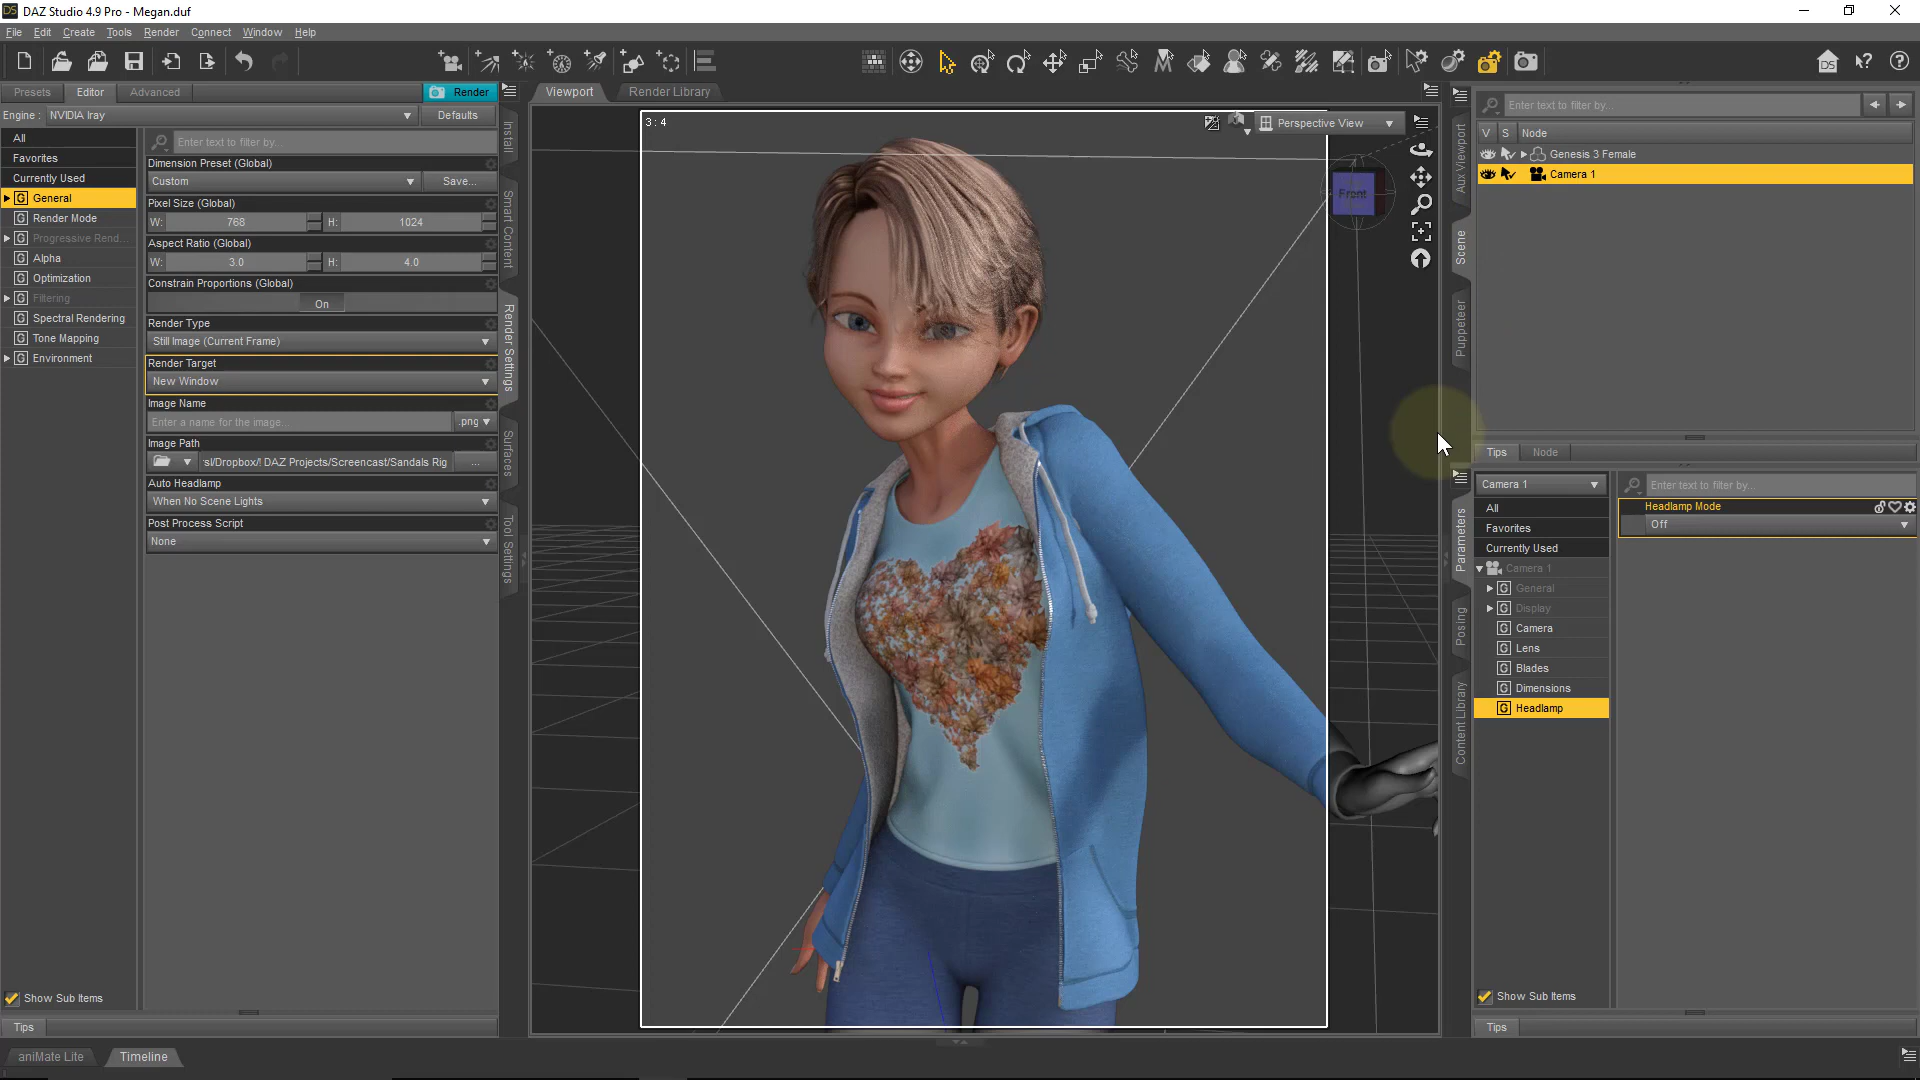 DAZ Studio 4.9 Pro - Megan.duf
File Edit Create Tools Render Connect Window Help
Presets Editor Advanced Render
Engine : NVIDIA Iray Defaults
All
Favorites
Currently Used
General
Render Mode
Progressive Rend...
Alpha
Optimization
Filtering
Spectral Rendering
Tone Mapping
Environment
Show Sub Items
Tips
Enter text to filter by...
Dimension Preset (Global)
Custom Save...
Pixel Size (Global)
W: 768 H: 1024
Aspect Ratio (Global)
W: 3.0 H: 4.0
Constrain Proportions (Global)
On
Render Type
Still Image (Current Frame)
Render Target
New Window
Image Name
Enter a name for the image... .png
Image Path
sl/Dropbox/! DAZ Projects/Screencast/Sandals Rig ...
Auto Headlamp
When No Scene Lights
Post Process Script
None
Install
Smart Content
Render Settings
Surfaces
Tool Settings
Viewport Render Library
3 : 4
Perspective View
Front
Aux Viewport
Scene
Puppeteer
Enter text to filter by...
V S Node
Genesis 3 Female
Camera 1
Tips Node
Parameters
Posing
Content Library
Camera 1
All
Favorites
Currently Used
Camera 1
General
Display
Camera
Lens
Blades
Dimensions
Headlamp
Show Sub Items
Tips
Enter text to filter by...
Headlamp Mode
Off
aniMate Lite Timeline